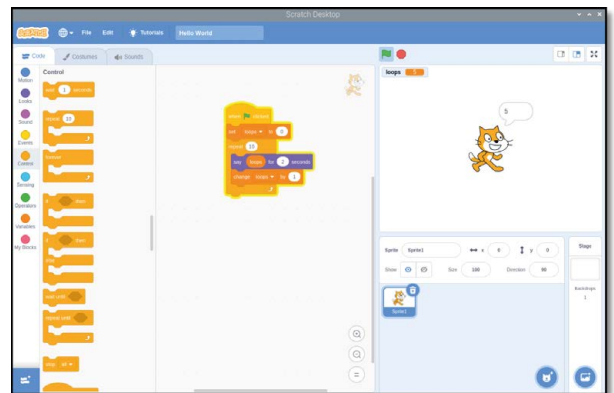 Scratch Desktop
SCRATCH
File Edit Tutorials Hello World
Code Costumes Sounds
Motion
Looks
Sound
Events
Control
Sensing
Operators
Variables
My Blocks
Control
wait 1 seconds
repeat 10
forever
if then
if then
else
wait until
repeat until
stop all
when clicked
set loops to 0
repeat 15
say loops for 2 seconds
change loops by 1
loops 5
5
Sprite Sprite1 x 0 y 0
Show Size 100 Direction 90
Sprite1
Stage
Backdrops
1